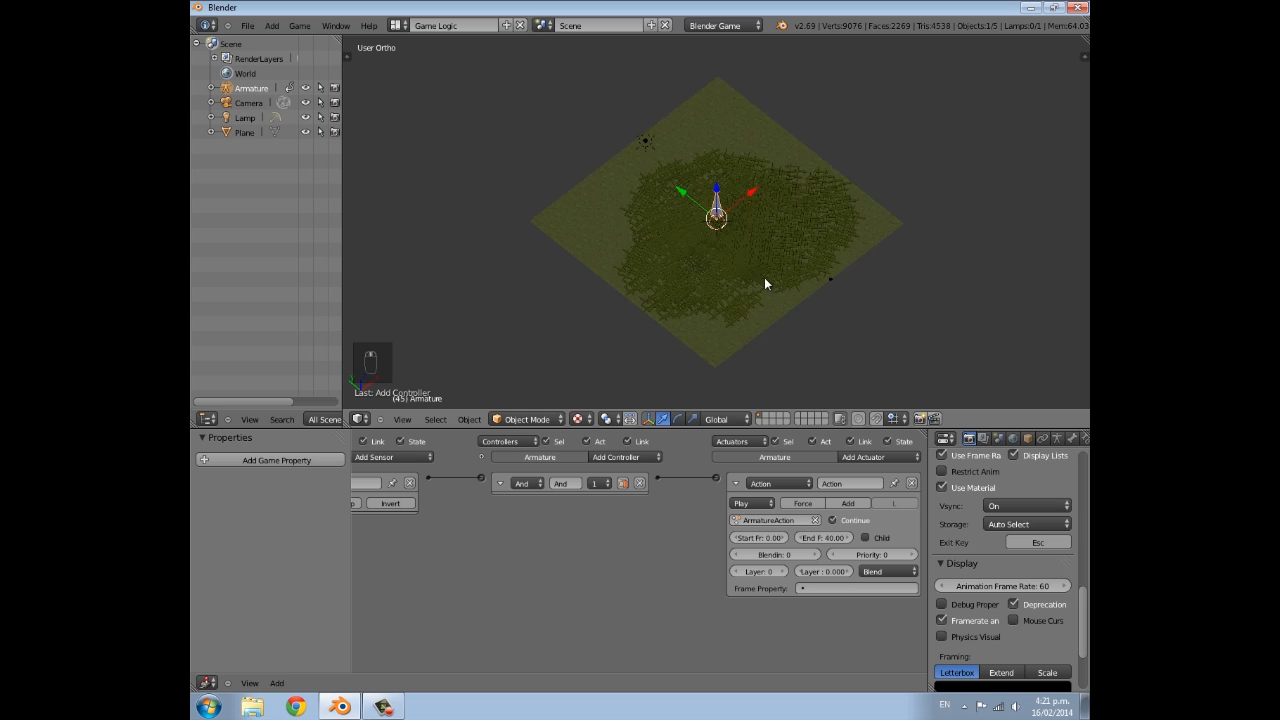 Blender
File Add Game Window Help Game Logic Scene Blender Game v2.69 | Verts:9076 | Faces:2269 | Tris:4538 | Objects:1/5 | Lamps:0/1 | Mem:64.03
User Ortho
Scene
RenderLayers
World
Armature
Camera
Lamp
Plane
Last: Add Controller
(45) Armature
View Search All Scene View Select Object Object Mode Global
Properties
Add Game Property
Link State Controllers Sel Act Link Actuators Sel Act Link State
Add Sensor Armature Add Controller Armature Add Actuator
And And 1 Action Action
Invert Play Force Add L
ArmatureAction Continue
Start Fr: 0.00 End F: 40.00 Child
Blendin: 0 Priority: 0
Layer: 0 Layer : 0.000 Blend
Frame Property:
Use Frame Ra Display Lists
Restrict Anim
Use Material
Vsync: On
Storage: Auto Select
Exit Key Esc
Display
Animation Frame Rate: 60
Debug Proper Deprecation
Framerate an Mouse Curs
Physics Visual
Framing:
Letterbox Extend Scale
View Add
EN 4:21 p.m.
16/02/2014